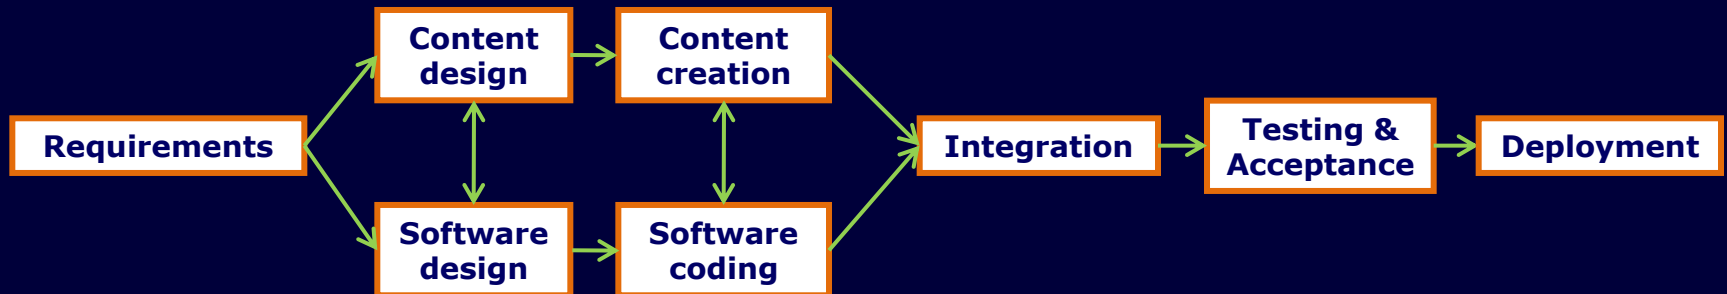 Requirements
Content
design
Content
creation
Software
design
Software
coding
Integration
Testing &
Acceptance
Deployment